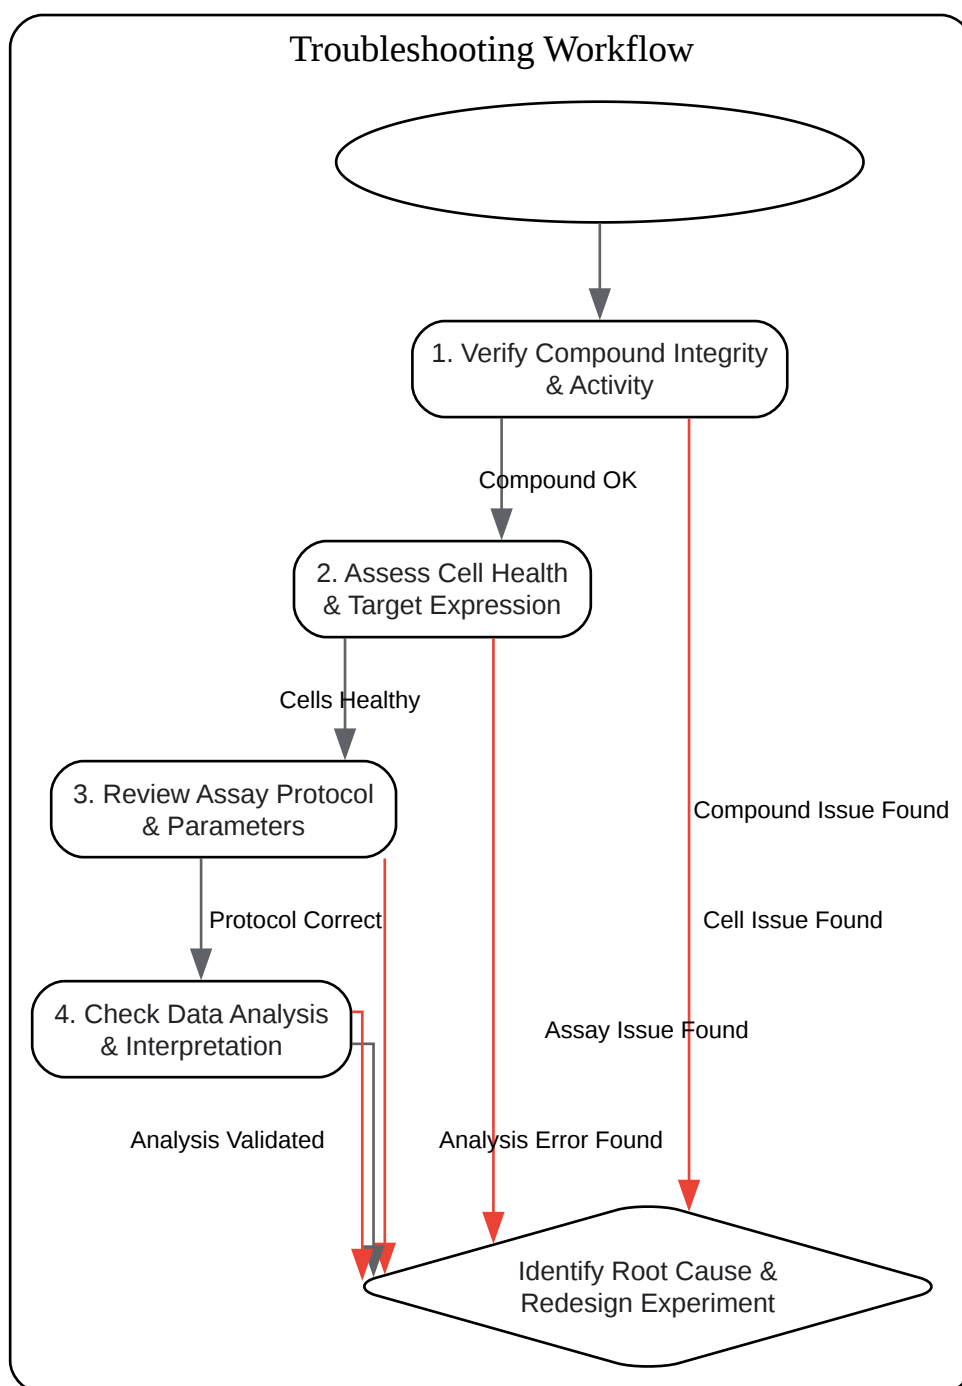 Troubleshooting Workflow
1. Verify Compound Integrity
& Activity
Compound OK
2. Assess Cell Health
& Target Expression
Cells Healthy
3. Review Assay Protocol
& Parameters
Compound Issue Found
Protocol Correct
Cell Issue Found
4. Check Data Analysis
& Interpretation
Assay Issue Found
Analysis Validated
Analysis Error Found
Identify Root Cause &
Redesign Experiment